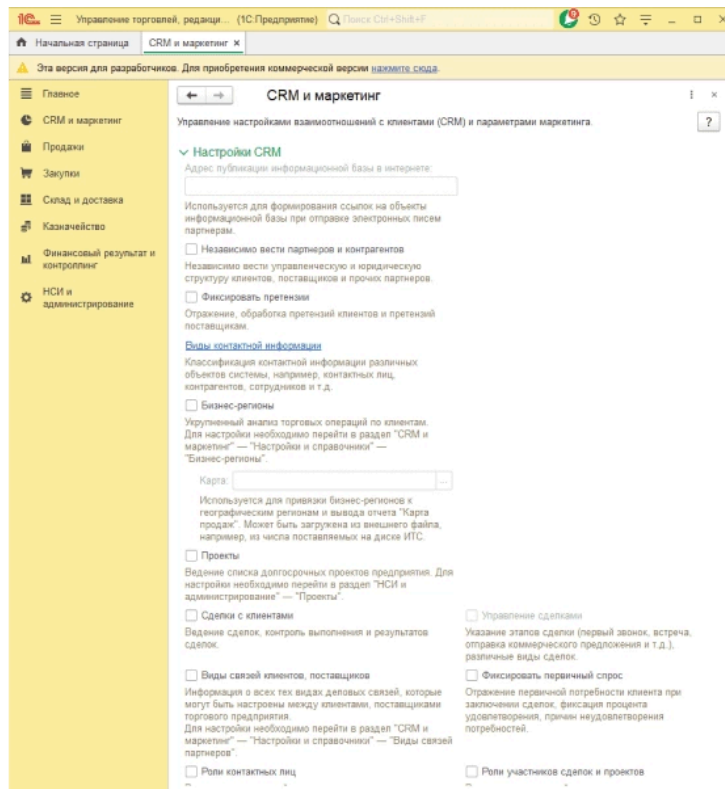 1С Управление торговлей, редакци... (1С:Предприятие) Поиск Ctrl+Shift+F
Начальная страница CRM и маркетинг ×
Эта версия для разработчиков. Для приобретения коммерческой версии нажмите сюда.
Главное
CRM и маркетинг
Продажи
Закупки
Склад и доставка
Казначейство
Финансовый результат и
контроллинг
НСИ и
администрирование
CRM и маркетинг
Управление настройками взаимоотношений с клиентами (CRM) и параметрами маркетинга. ?
Настройки CRM
Адрес публикации информационной базы в интернете:
Используется для формирования ссылок на объекты
информационной базы при отправке электронных писем
партнерам.
Независимо вести партнеров и контрагентов
Независимо вести управленческую и юридическую
структуру клиентов, поставщиков и прочих партнеров.
Фиксировать претензии
Отражение, обработка претензий клиентов и претензий
поставщикам.
Виды контактной информации
Классификация контактной информации различных
объектов системы, например, контактных лиц,
контрагентов, сотрудников и т.д.
Бизнес-регионы
Укрупненный анализ торговых операций по клиентам.
Для настройки необходимо перейти в раздел "CRM и
маркетинг" — "Настройки и справочники" —
"Бизнес-регионы".
Карта: ...
Используется для привязки бизнес-регионов к
географическим регионам и вывода отчета "Карта
продаж". Может быть загружена из внешнего файла,
например, из числа поставляемых на диске ИТС.
Проекты
Ведение списка долгосрочных проектов предприятия. Для
настройки необходимо перейти в раздел "НСИ и
администрирование" — "Проекты".
Сделки с клиентами
Ведение сделок, контроль выполнения и результатов
сделок.
Управление сделками
Указание этапов сделки (первый звонок, встреча,
отправка коммерческого предложения и т.д.),
различные виды сделок.
Виды связей клиентов, поставщиков
Информация о всех тех видах деловых связей, которые
могут быть настроены между клиентами, поставщиками
торгового предприятия.
Для настройки необходимо перейти в раздел "CRM и
маркетинг" — "Настройки и справочники" — "Виды связей
партнеров".
Фиксировать первичный спрос
Отражение первичной потребности клиента при
заключении сделок, фиксация процента
удовлетворения, причин неудовлетворения
потребностей.
Роли контактных лиц
Роли участников сделок и проектов